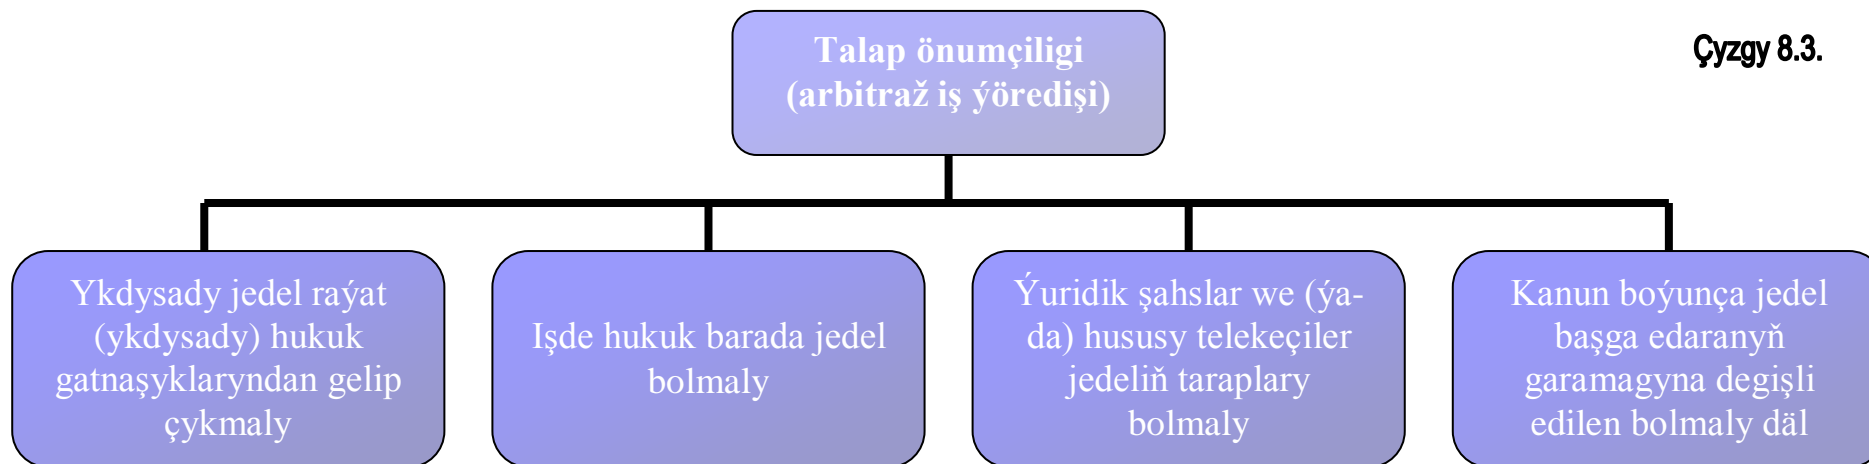 Talap önumçiligi
(arbitraž iş ýöredişi)
Çyzgy 8.3.
Ykdysady jedel raýat
(ykdysady) hukuk
gatnaşyklaryndan gelip
çykmaly
Işde hukuk barada jedel
bolmaly
Ýuridik şahslar we (ýa-
da) hususy telekeçiler
jedeliň taraplary
bolmaly
Kanun boýunça jedel
başga edaranyň
garamagyna degişli
edilen bolmaly däl